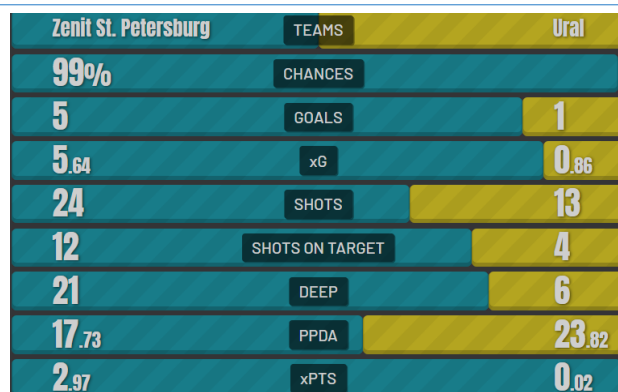 Zenit St. Petersburg TEAMS Ural
99% CHANCES
5 GOALS 1
5.64 xG 0.86
24 SHOTS 13
12 SHOTS ON TARGET 4
21 DEEP 6
17.73 PPDA 23.82
2.97 xPTS 0.02